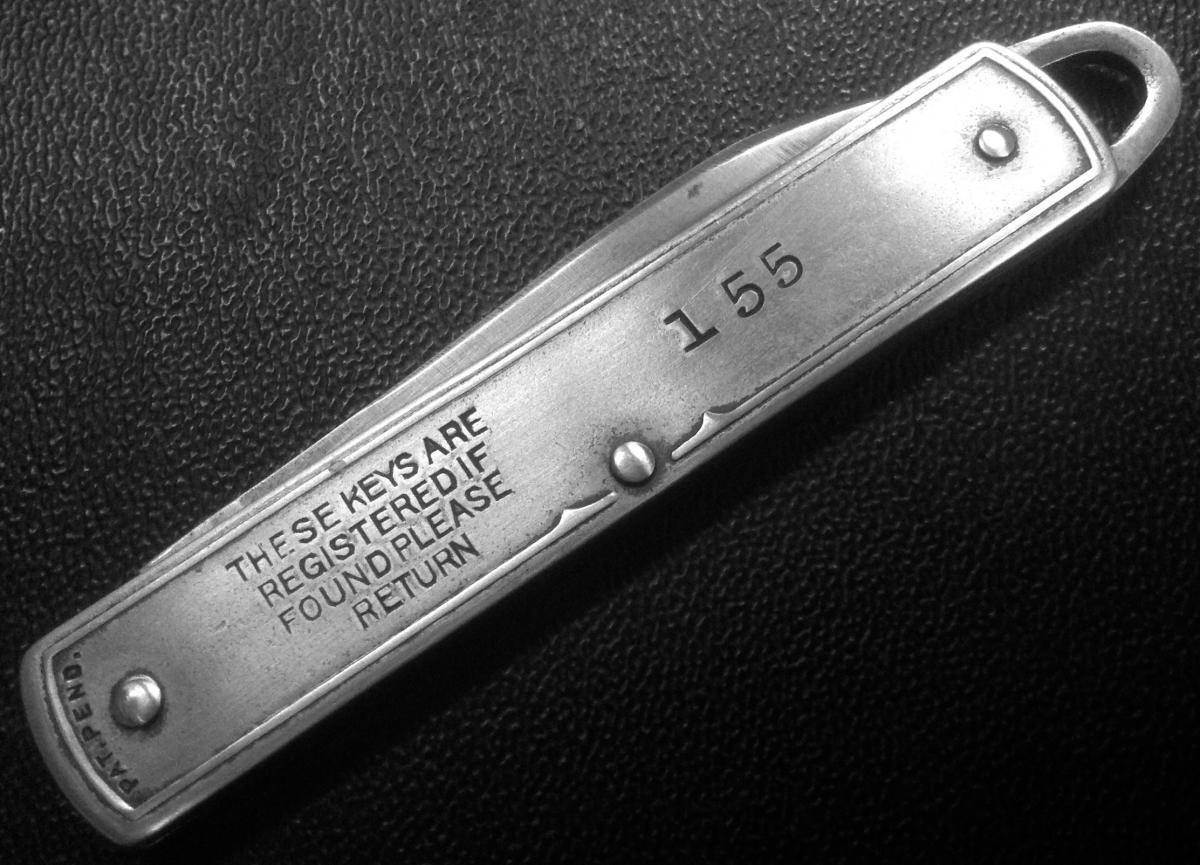 155
THESE KEYS ARE
REGISTERED IF
FOUND PLEASE
RETURN
PAT. PEND.